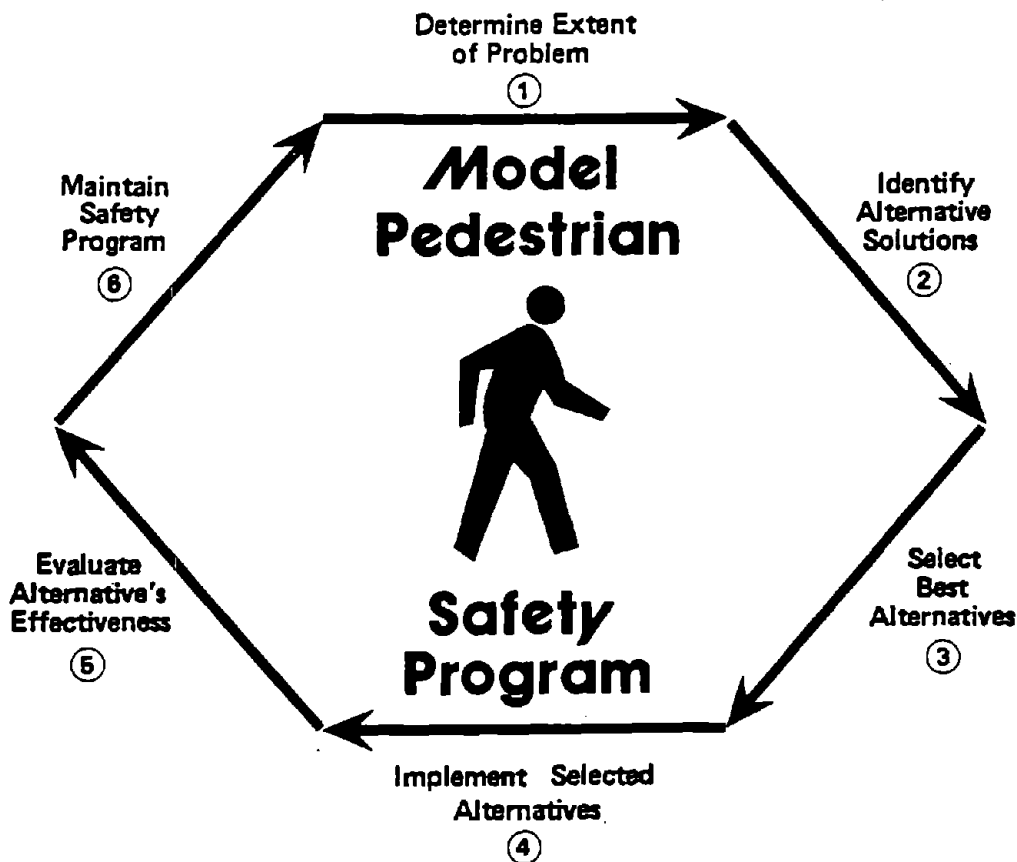 Determine Extent
of Problem
①
Model
Pedestrian
Maintain
Safety
Program
⑥
Identify
Alternative
Solutions
②
Evaluate
Alternative's
Effectiveness
⑤
Select
Best
Alternatives
③
Safety
Program
Implement Selected
Alternatives
④